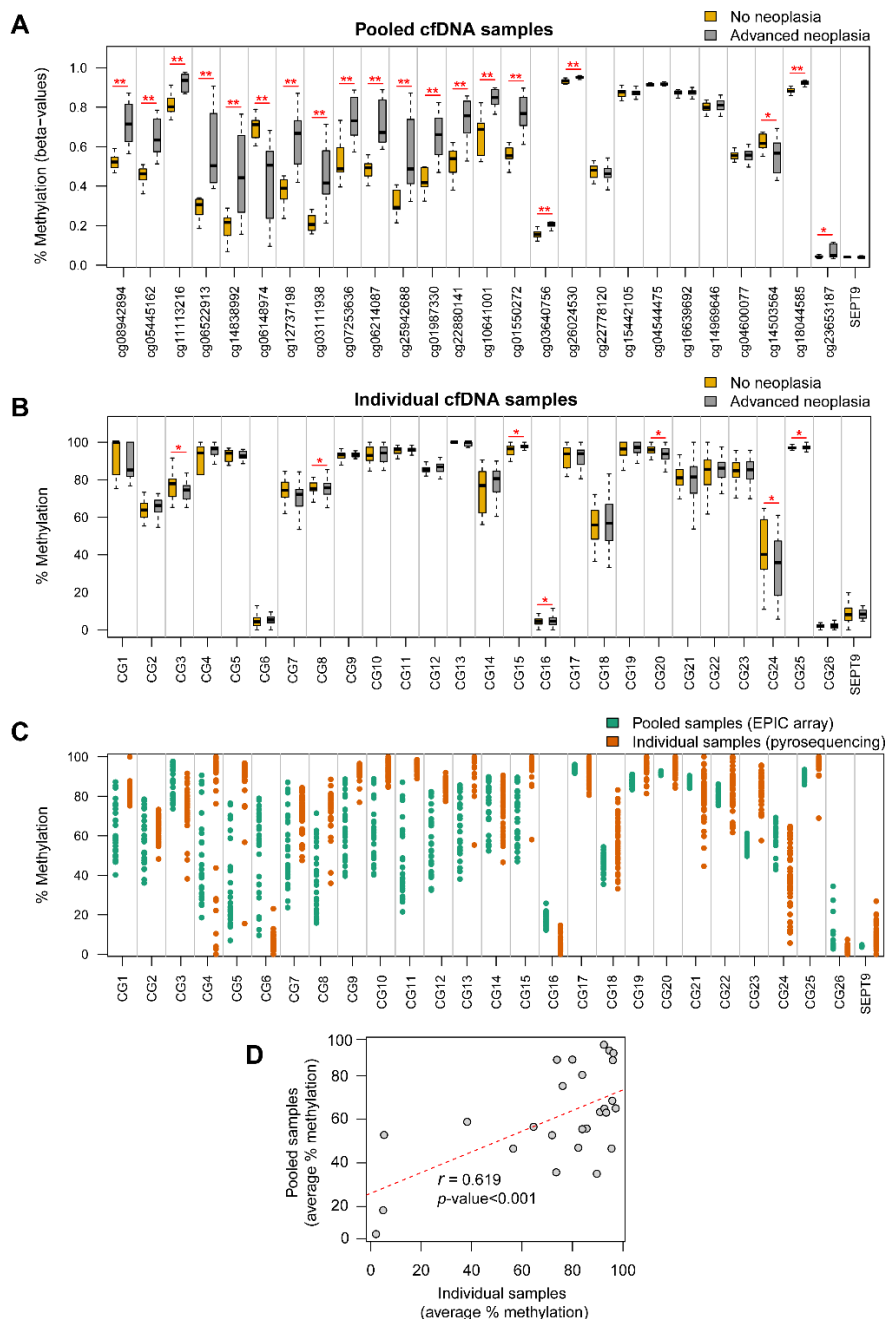 A
Pooled cfDNA samples
No neoplasia
Advanced neoplasia
% Methylation (beta-values)
1.0
0.8
0.6
0.4
0.2
0.0
** ** ** ** ** ** ** ** ** ** ** ** ** ** ** ** ** * ** *
cg08942894
cg05445162
cg11113216
cg06522913
cg14838992
cg06148974
cg12737198
cg03111938
cg07253636
cg06214087
cg25942688
cg01987330
cg22880141
cg10641001
cg01550272
cg03640756
cg26024530
cg22778120
cg15442105
cg04544475
cg16639692
cg14989646
cg04600077
cg14503564
cg18044585
cg23653187
SEPT9
B
Individual cfDNA samples
No neoplasia
Advanced neoplasia
% Methylation
100
80
60
40
20
0
* * * * * * *
CG1
CG2
CG3
CG4
CG5
CG6
CG7
CG8
CG9
CG10
CG11
CG12
CG13
CG14
CG15
CG16
CG17
CG18
CG19
CG20
CG21
CG22
CG23
CG24
CG25
CG26
SEPT9
C
Pooled samples (EPIC array)
Individual samples (pyrosequencing)
% Methylation
100
80
60
40
20
0
CG1
CG2
CG3
CG4
CG5
CG6
CG7
CG8
CG9
CG10
CG11
CG12
CG13
CG14
CG15
CG16
CG17
CG18
CG19
CG20
CG21
CG22
CG23
CG24
CG25
CG26
SEPT9
D
Pooled samples
(average % methylation)
100
80
60
40
20
0
r = 0.619
p-value<0.001
0 20 40 60 80 100
Individual samples
(average % methylation)